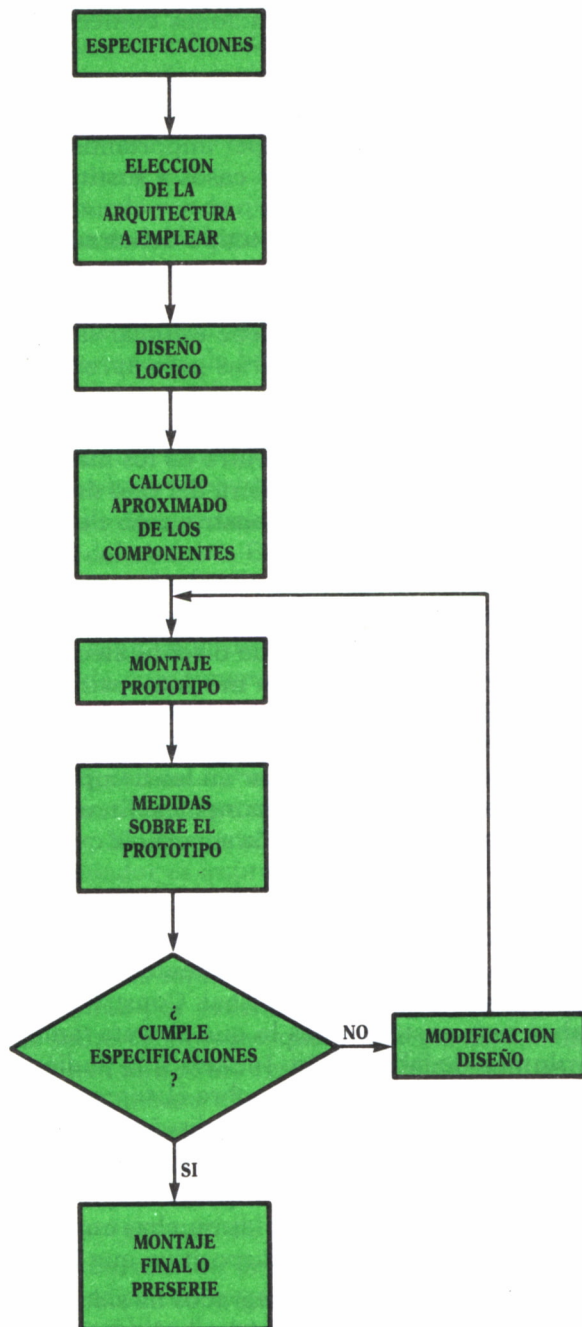 ESPECIFICACIONES
ELECCION
DE LA
ARQUITECTURA
A EMPLEAR
DISEÑO
LOGICO
CALCULO
APROXIMADO
DE LOS
COMPONENTES
MONTAJE
PROTOTIPO
MEDIDAS
SOBRE EL
PROTOTIPO
¿
CUMPLE
ESPECIFICACIONES
?
NO
MODIFICACION
DISEÑO
SI
MONTAJE
FINAL O
PRESERIE